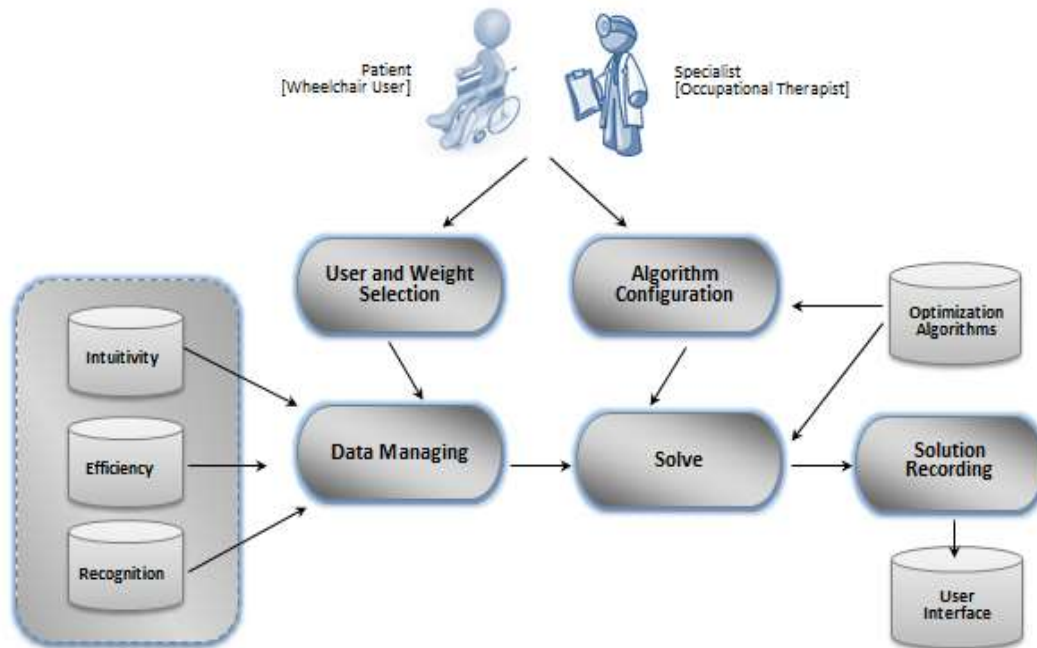 Patient
[Wheelchair User]
Specialist
[Occupational Therapist]
User and Weight
Selection
Algorithm
Configuration
Optimization
Algorithms
Intuitivity
Efficiency
Recognition
Data Managing
Solve
Solution
Recording
User
Interface